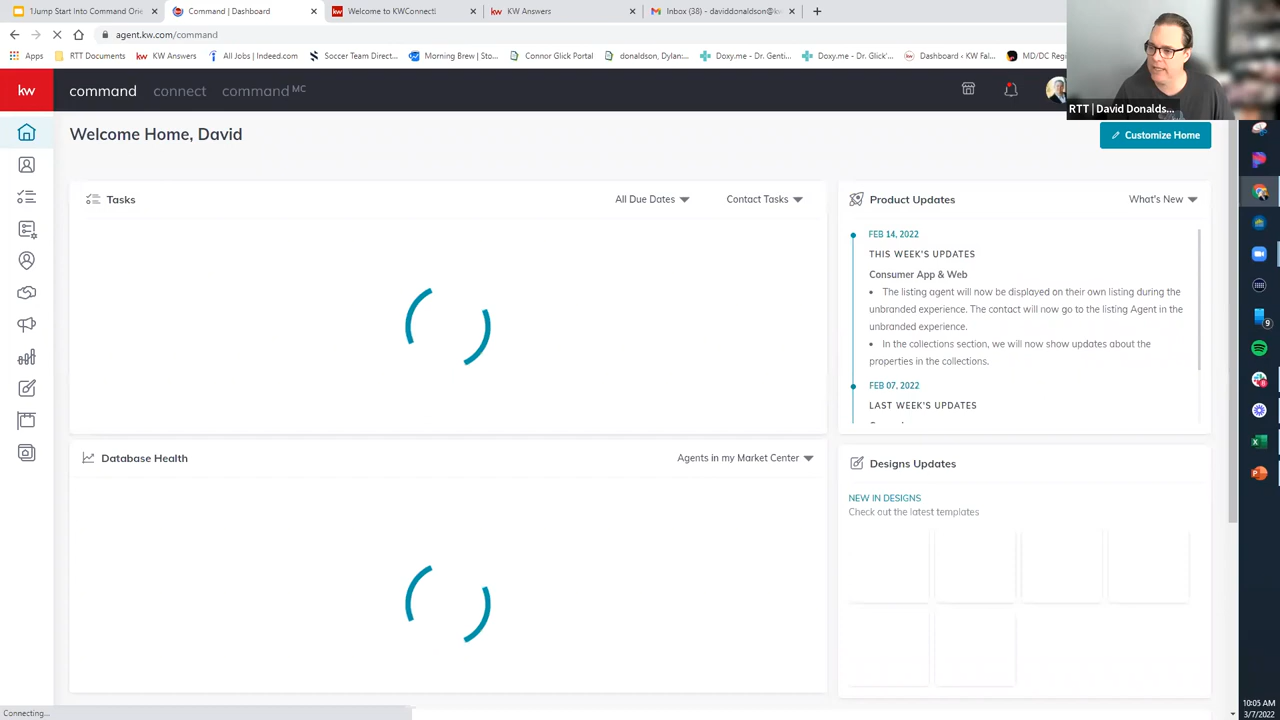 1Jump Start Into Command Orie
Command | Dashboard
Welcome to KWConnect!
KW Answers
Inbox (38) - daviddonaldson@kw
agent.kw.com/command
Apps
RTT Documents
KW Answers
All Jobs | Indeed.com
Soccer Team Direct...
Morning Brew | Sto...
Connor Glick Portal
donaldson, Dylan:...
Doxy.me - Dr. Genti...
Doxy.me - Dr. Glick'...
Dashboard ‹ KW Fal...
MD/DC Reg
RTT | David Donalds...
kw
command
connect
command MC
Welcome Home, David
Customize Home
Tasks
All Due Dates
Contact Tasks
Product Updates
What's New
FEB 14, 2022
THIS WEEK'S UPDATES
Consumer App & Web
• The listing agent will now be displayed on their own listing during the
unbranded experience. The contact will now go to the listing Agent in the
unbranded experience.
• In the collections section, we will now show updates about the
properties in the collections.
FEB 07, 2022
LAST WEEK'S UPDATES
Database Health
Agents in my Market Center
Designs Updates
NEW IN DESIGNS
Check out the latest templates
9
Connecting...
10:05 AM
3/7/2022